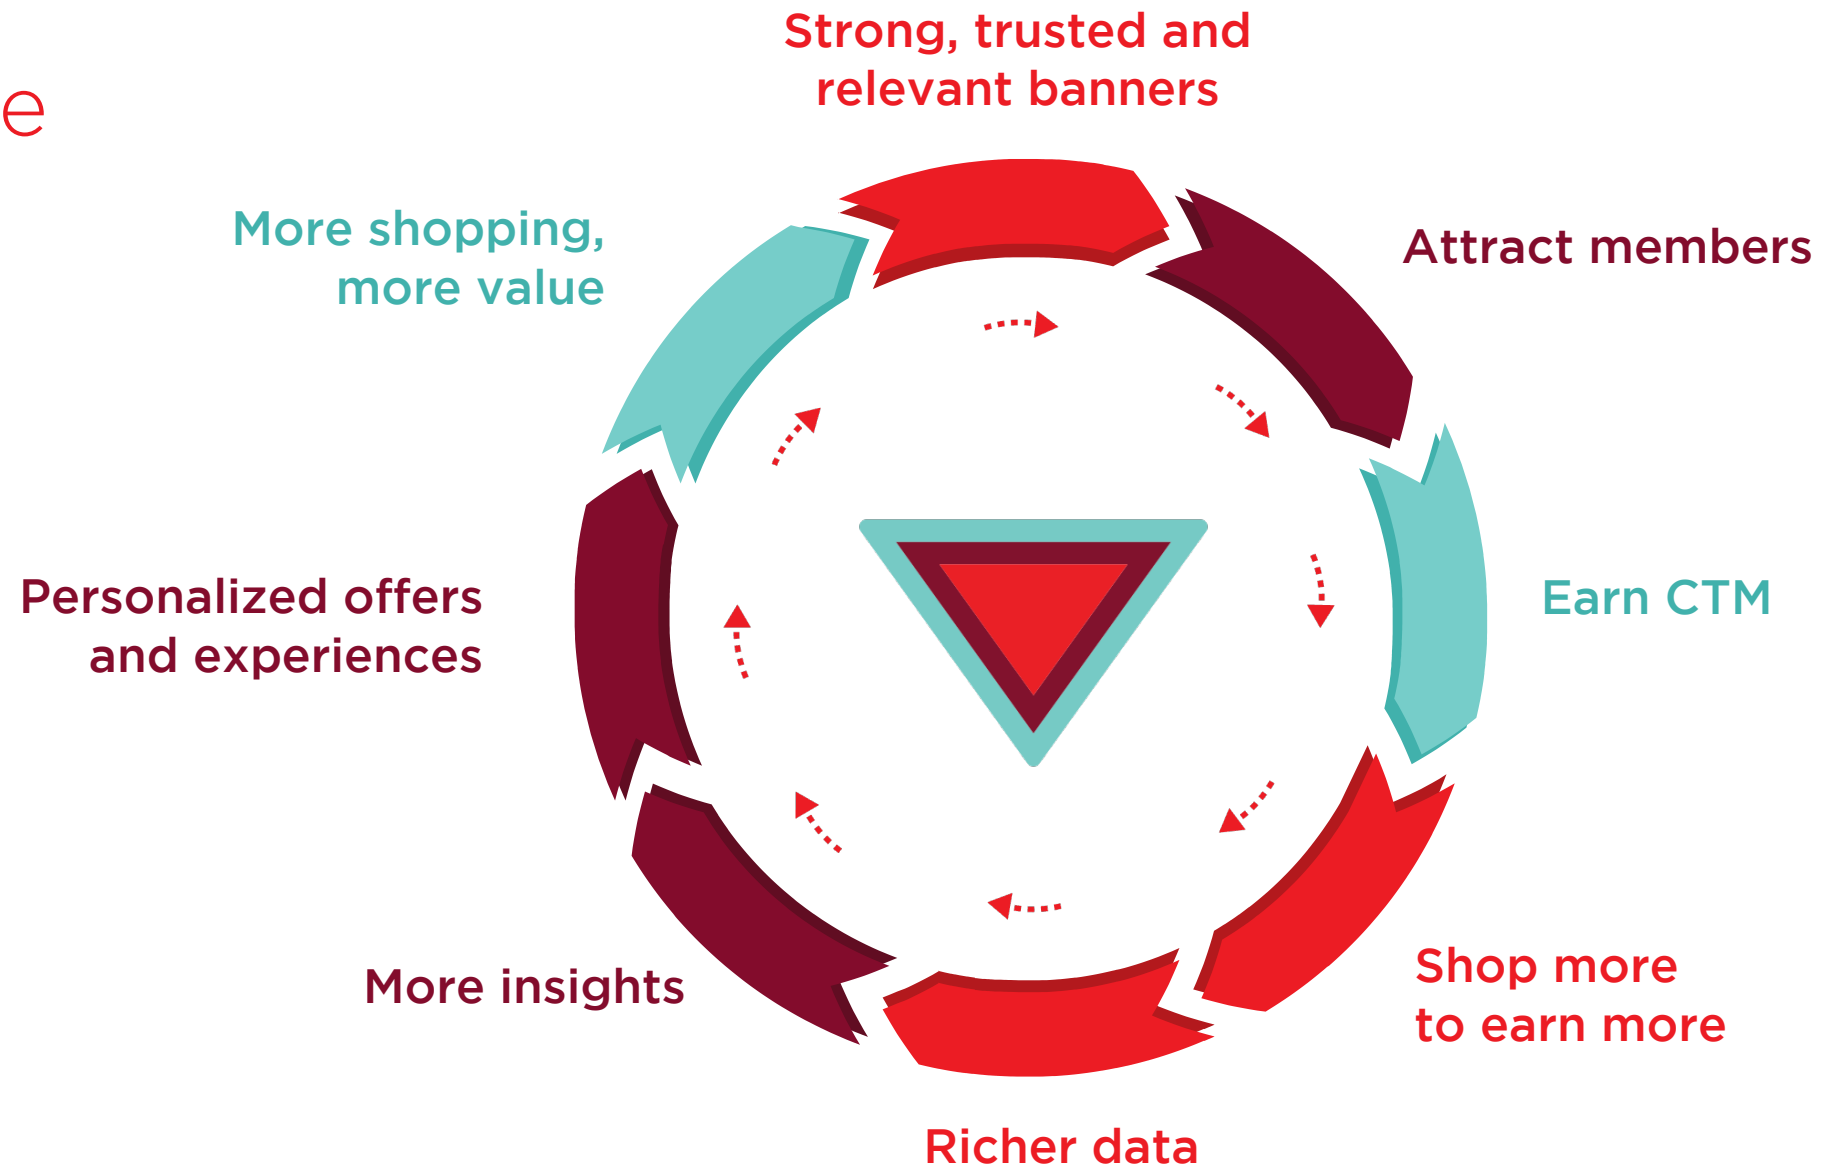 Strong, trusted and
relevant banners
e
Attract members
Earn CTM
Shop more
to earn more
Richer data
More insights
Personalized offers
and experiences
More shopping,
more value